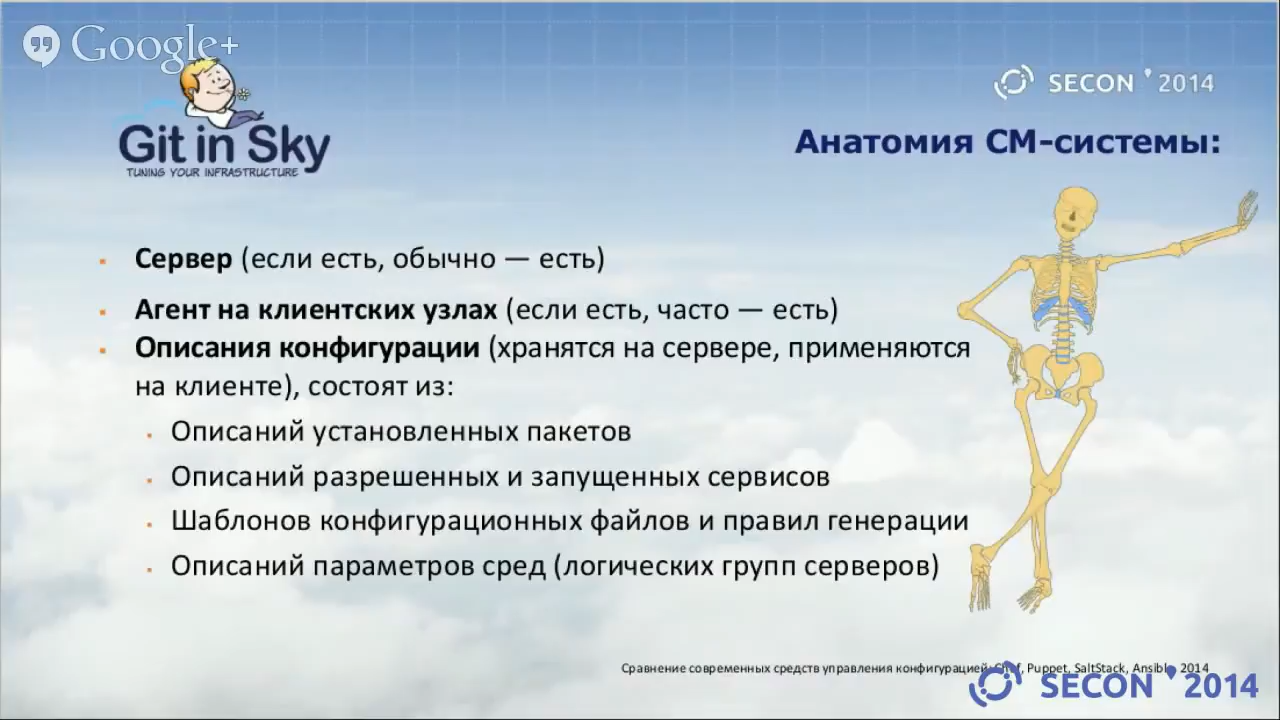 Google+
SECON 2014
Git in Sky
TUNING YOUR INFRASTRUCTURE
Анатомия СМ-системы:
Сервер (если есть, обычно — есть)
Агент на клиентских узлах (если есть, часто — есть)
Описания конфигурации (хранятся на сервере, применяются
на клиенте), состоят из:
Описаний установленных пакетов
Описаний разрешенных и запущенных сервисов
Шаблонов конфигурационных файлов и правил генерации
Описаний параметров сред (логических групп серверов)
Сравнение современных средств управления конфигурацией: Chef, Puppet, SaltStack, Ansible, 2014
SECON 2014